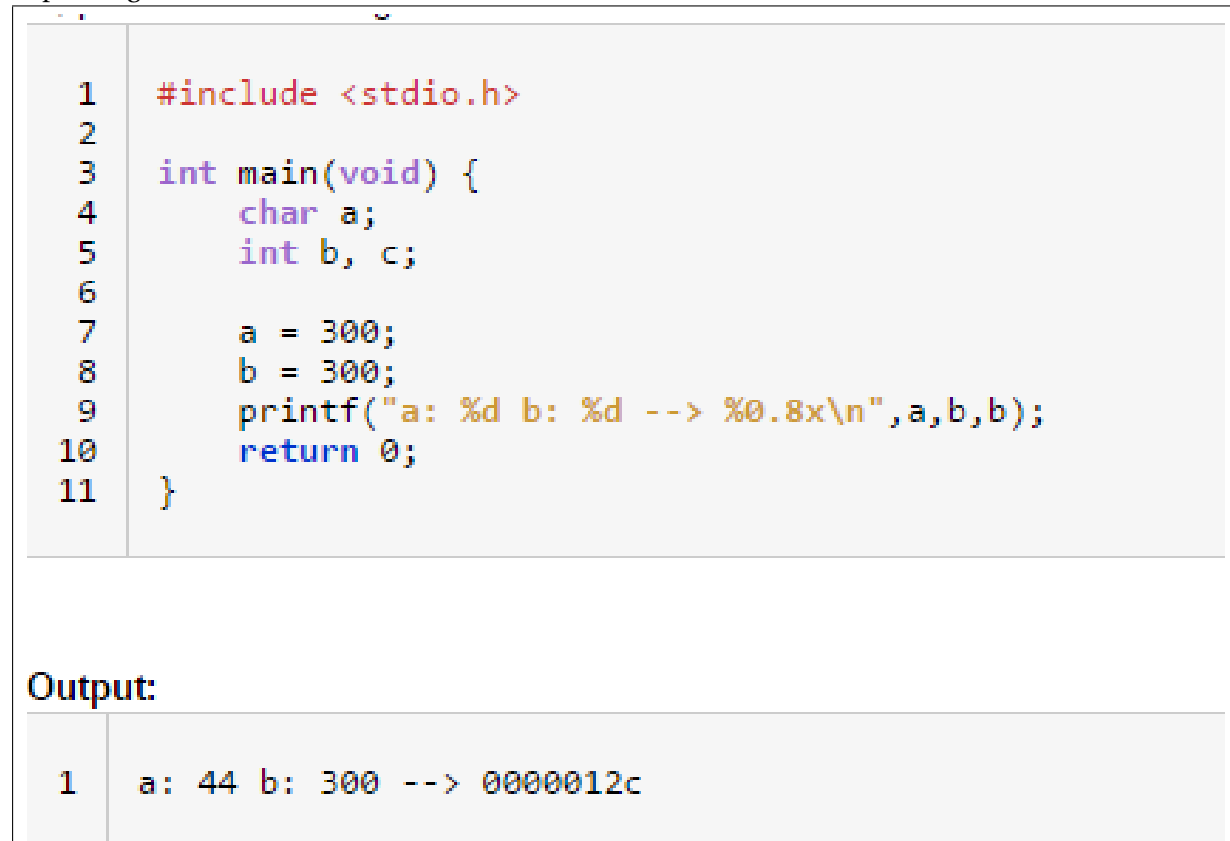 1 #include <stdio.h>
2
3 int main(void) {
4 char a;
5 int b, c;
6
7 a = 300;
8 b = 300;
9 printf("a: %d b: %d --> %0.8x\n",a,b,b);
10 return 0;
11 }
Output:
1 a: 44 b: 300 --> 0000012c